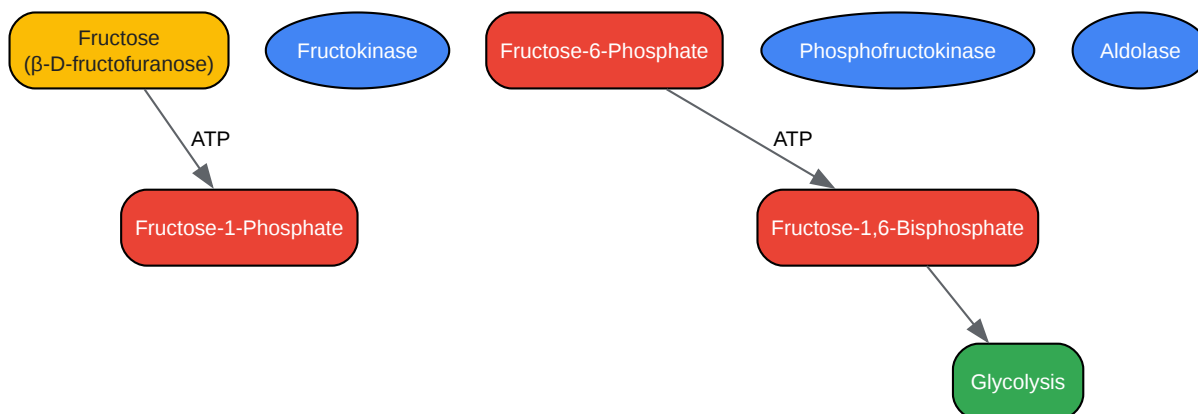 Fructose
(β-D-fructofuranose)
Fructokinase
Fructose-6-Phosphate
Phosphofructokinase
Aldolase
ATP
ATP
Fructose-1-Phosphate
Fructose-1,6-Bisphosphate
Glycolysis